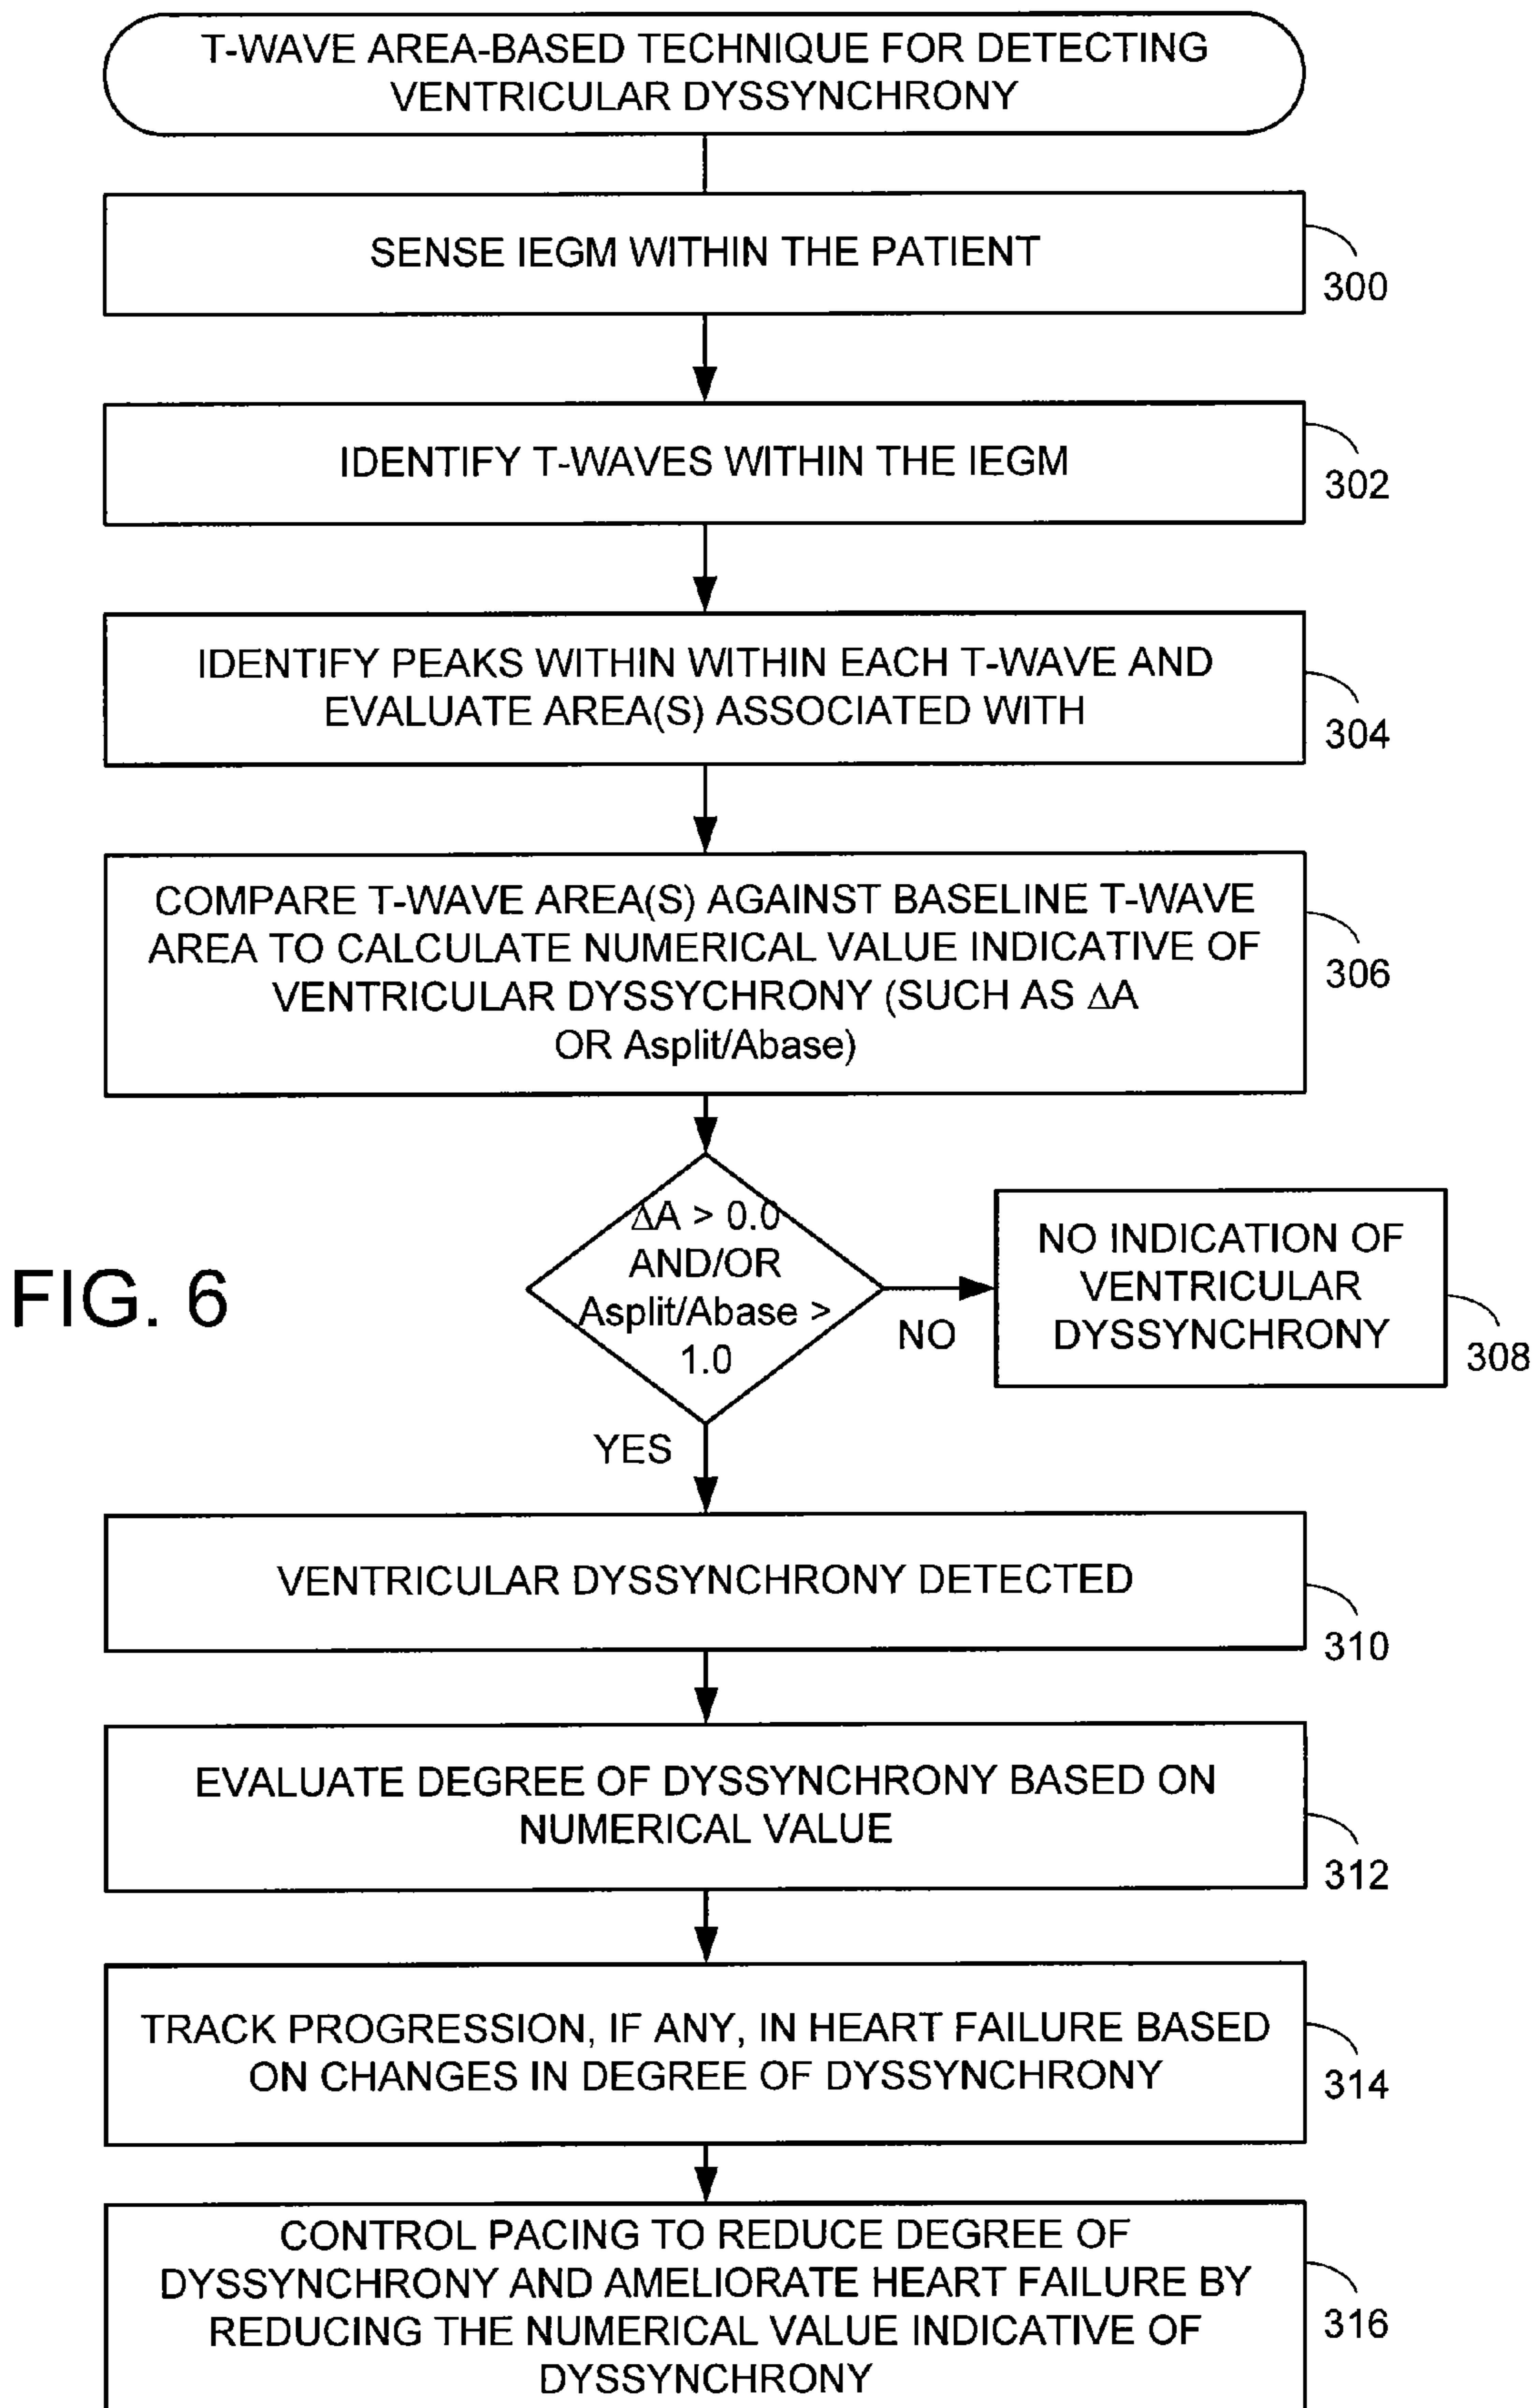 T-WAVE AREA-BASED TECHNIQUE FOR DETECTING
VENTRICULAR DYSSYNCHRONY
SENSE IEGM WITHIN THE PATIENT
300
IDENTIFY T-WAVES WITHIN THE IEGM
302
IDENTIFY PEAKS WITHIN WITHIN EACH T-WAVE AND
EVALUATE AREA(S) ASSOCIATED WITH
304
COMPARE T-WAVE AREA(S) AGAINST BASELINE T-WAVE
AREA TO CALCULATE NUMERICAL VALUE INDICATIVE OF
VENTRICULAR DYSSYCHRONY (SUCH AS ΔA
OR Asplit/Abase)
306
FIG. 6
ΔA > 0.0
AND/OR
Asplit/Abase >
1.0
NO
NO INDICATION OF
VENTRICULAR
DYSSYNCHRONY
308
YES
VENTRICULAR DYSSYNCHRONY DETECTED
310
EVALUATE DEGREE OF DYSSYNCHRONY BASED ON
NUMERICAL VALUE
312
TRACK PROGRESSION, IF ANY, IN HEART FAILURE BASED
ON CHANGES IN DEGREE OF DYSSYNCHRONY
314
CONTROL PACING TO REDUCE DEGREE OF
DYSSYNCHRONY AND AMELIORATE HEART FAILURE BY
REDUCING THE NUMERICAL VALUE INDICATIVE OF
DYSSYNCHRONY
316